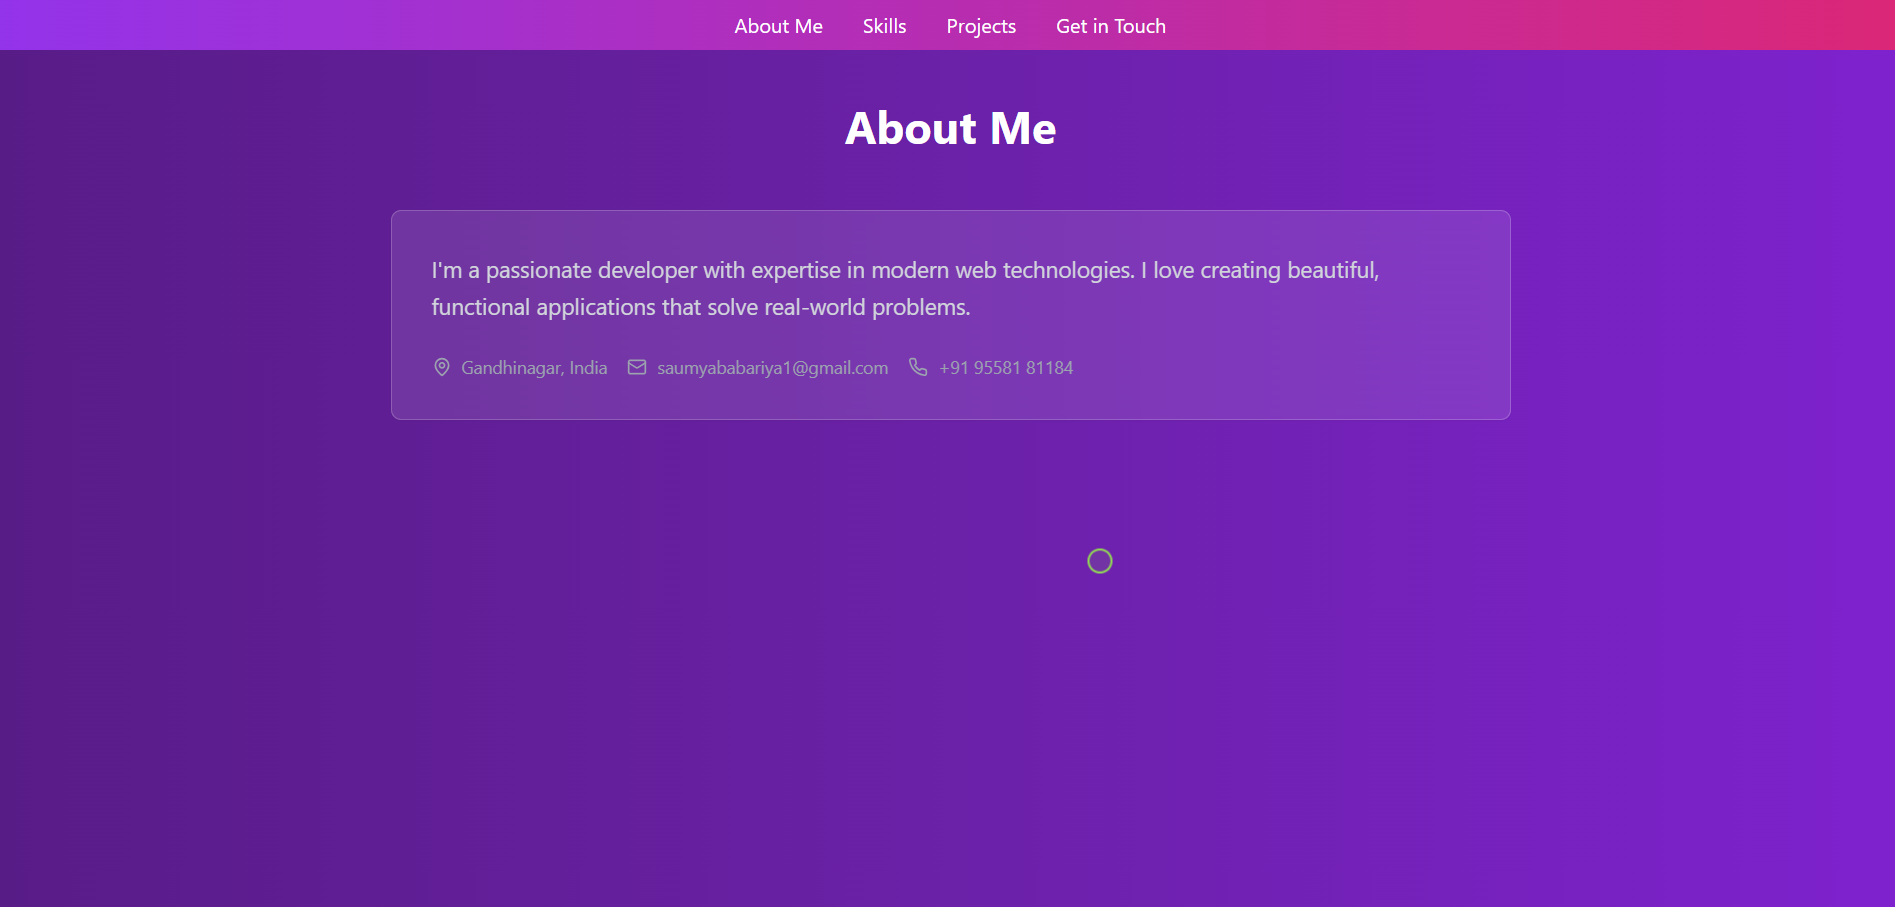 About Me Skills Projects Get in Touch
About Me
I'm a passionate developer with expertise in modern web technologies. I love creating beautiful,
functional applications that solve real-world problems.
Gandhinagar, India saumyababariya1@gmail.com +91 95581 81184